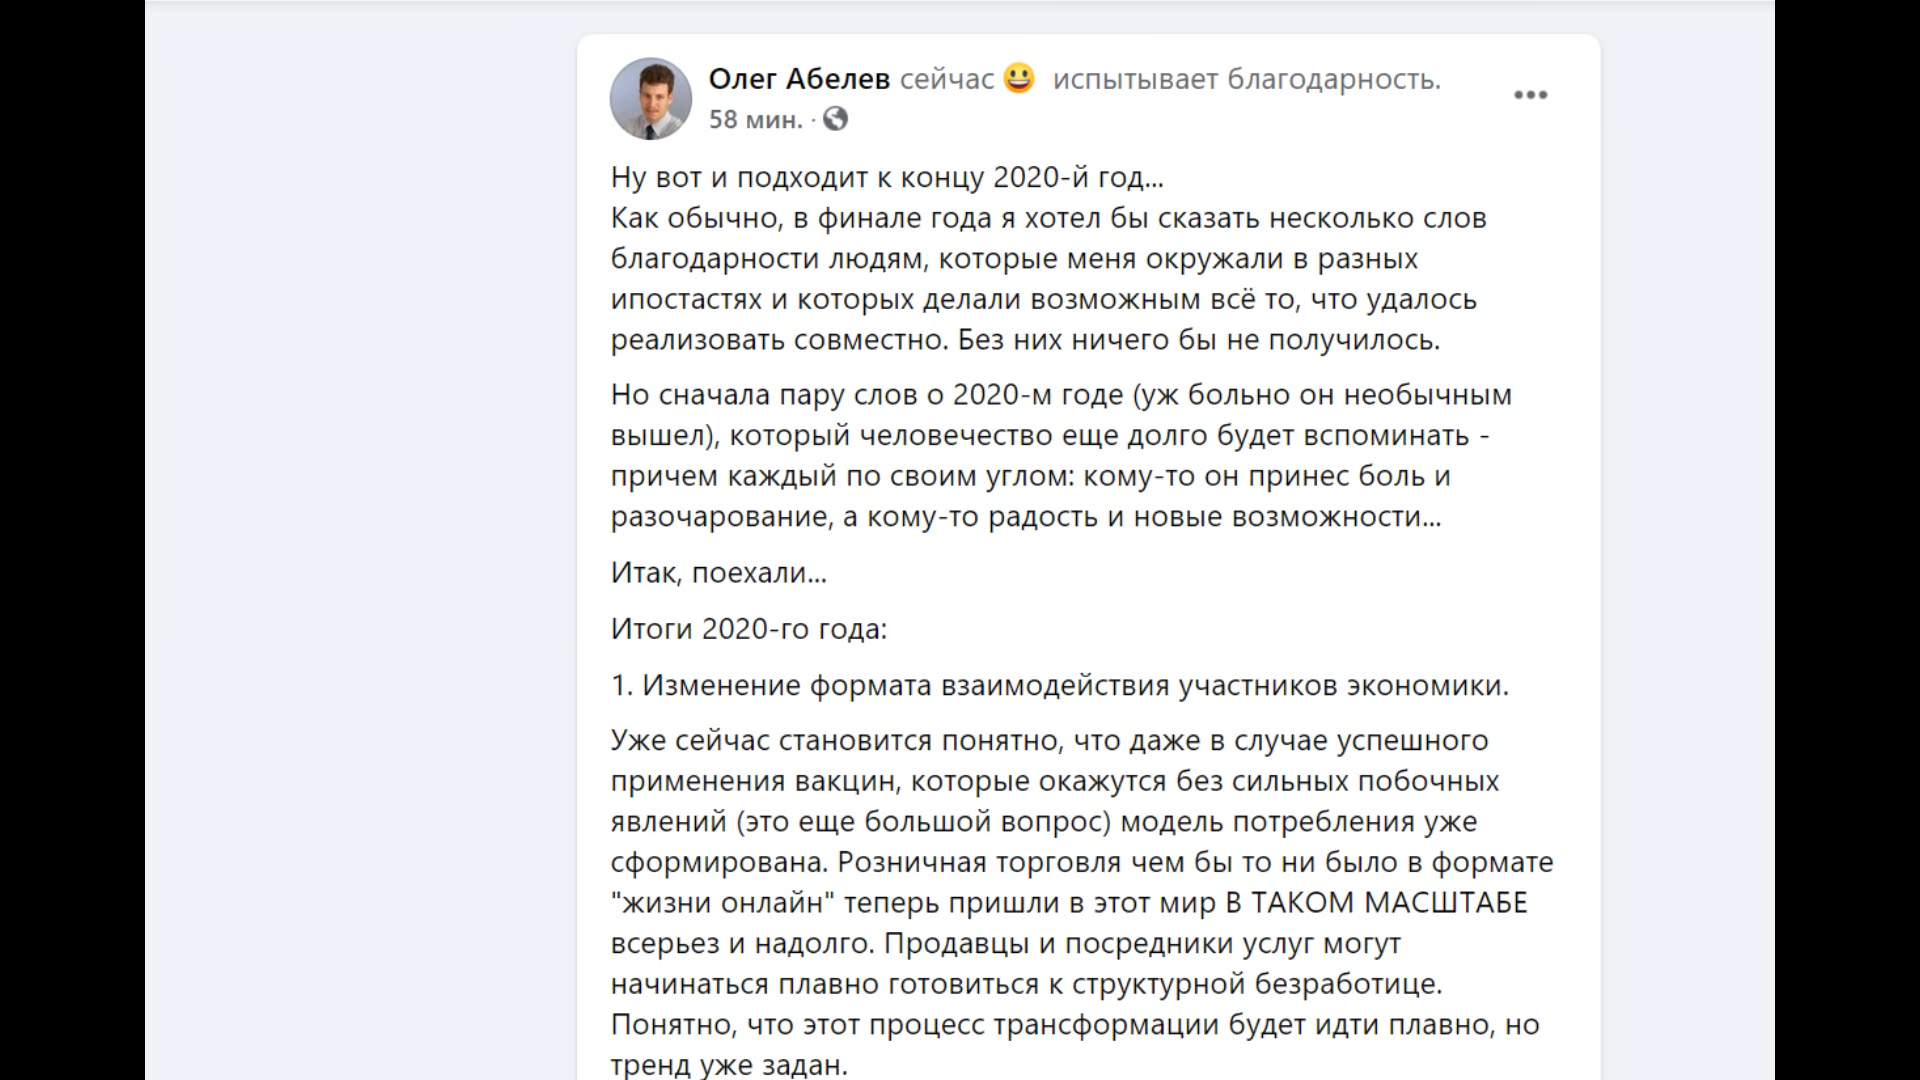 Олег Абелев сейчас 😃 испытывает благодарность.
58 мин. ·
Ну вот и подходит к концу 2020-й год...
Как обычно, в финале года я хотел бы сказать несколько слов
благодарности людям, которые меня окружали в разных
ипостастях и которых делали возможным всё то, что удалось
реализовать совместно. Без них ничего бы не получилось.
Но сначала пару слов о 2020-м годе (уж больно он необычным
вышел), который человечество еще долго будет вспоминать -
причем каждый по своим углом: кому-то он принес боль и
разочарование, а кому-то радость и новые возможности...
Итак, поехали...
Итоги 2020-го года:
1. Изменение формата взаимодействия участников экономики.
Уже сейчас становится понятно, что даже в случае успешного
применения вакцин, которые окажутся без сильных побочных
явлений (это еще большой вопрос) модель потребления уже
сформирована. Розничная торговля чем бы то ни было в формате
"жизни онлайн" теперь пришли в этот мир В ТАКОМ МАСШТАБЕ
всерьез и надолго. Продавцы и посредники услуг могут
начинаться плавно готовиться к структурной безработице.
Понятно, что этот процесс трансформации будет идти плавно, но
тренд уже задан.